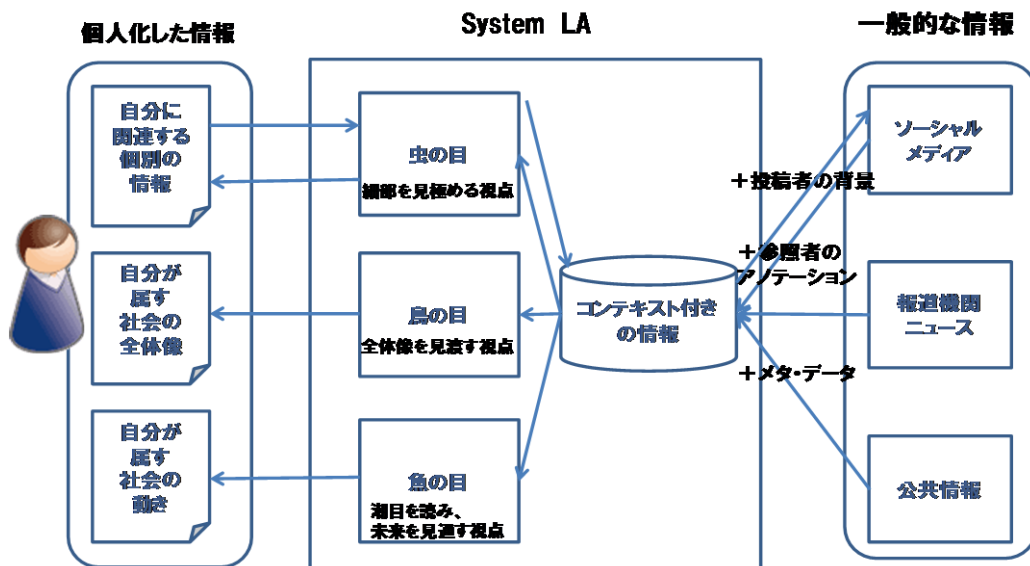 個人化した情報
System LA
一般的な情報
自分に
関連する
個別の
情報
自分が
属す
社会の
全体像
自分が
属す
社会の
動き
虫の目
細部を見極める視点
鳥の目
全体像を見渡す視点
魚の目
潮目を読み、
未来を見通す視点
コンテキスト付き
の情報
+投稿者の背景
+参照者の
アノテーション
+メタ・データ
ソーシャル
メディア
報道機関
ニュース
公共情報